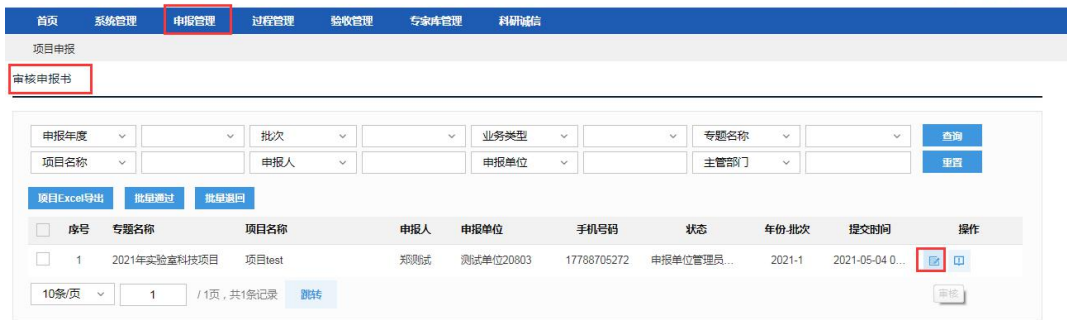 首页 系统管理 申报管理 过程管理 验收管理 专家库管理 科研诚信
项目申报
审核申报书
申报年度 批次 业务类型 专题名称 查询
项目名称 申报人 申报单位 主管部门 重置
项目Excel导出 批量通过 批量退回
序号 专题名称 项目名称 申报人 申报单位 手机号码 状态 年份-批次 提交时间 操作
1 2021年实验室科技项目 项目test 郑测试 测试单位20803 17788705272 申报单位管理员... 2021-1 2021-05-04 0...
10条/页 1 / 1页，共1条记录 跳转 审核